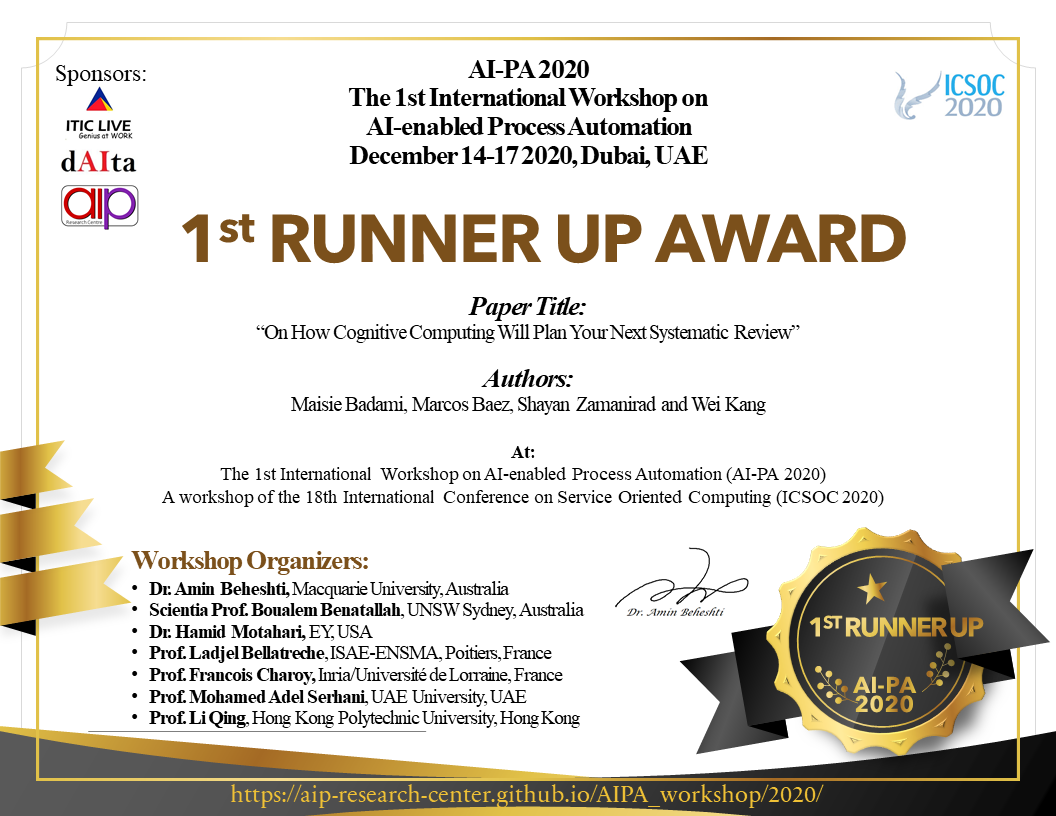 Sponsors:
ITIC LIVE
Genius at WORK
dAIta
aip
Research Centre
AI-PA 2020
The 1st International Workshop on
AI-enabled Process Automation
December 14-17 2020, Dubai, UAE
ICSOC
2020
1st RUNNER UP AWARD
Paper Title:
“On How Cognitive Computing Will Plan Your Next Systematic Review”
Authors:
Maisie Badami, Marcos Baez, Shayan Zamanirad and Wei Kang
At:
The 1st International Workshop on AI-enabled Process Automation (AI-PA 2020)
A workshop of the 18th International Conference on Service Oriented Computing (ICSOC 2020)
Workshop Organizers:
• Dr. Amin Beheshti, Macquarie University, Australia
• Scientia Prof. Boualem Benatallah, UNSW Sydney, Australia
• Dr. Hamid Motahari, EY, USA
• Prof. Ladjel Bellatreche, ISAE-ENSMA, Poitiers, France
• Prof. Francois Charoy, Inria/Université de Lorraine, France
• Prof. Mohamed Adel Serhani, UAE University, UAE
• Prof. Li Qing, Hong Kong Polytechnic University, Hong Kong
Dr. Amin Beheshti
1ST RUNNER UP
AI-PA
2020
https://aip-research-center.github.io/AIPA_workshop/2020/